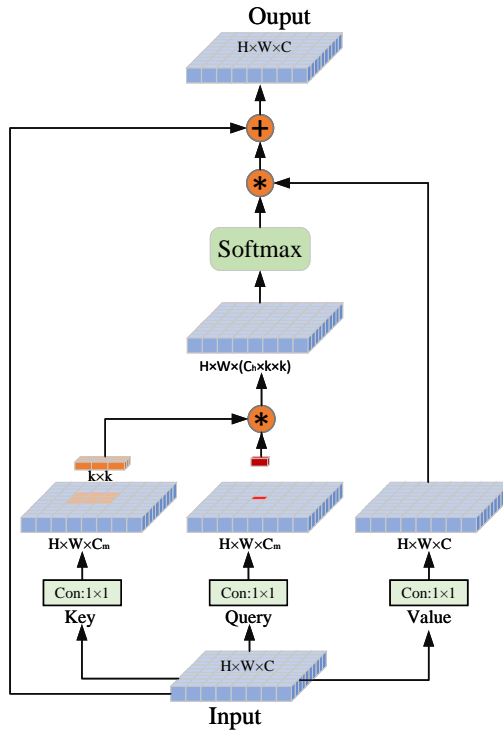 Ouput
H×W×C
+
*
Softmax
H×W×(Cₕ×k×k)
*
k×k
H×W×Cₘ
H×W×Cₘ
H×W×C
Con:1×1
Con:1×1
Con:1×1
Key
Query
Value
H×W×C
Input